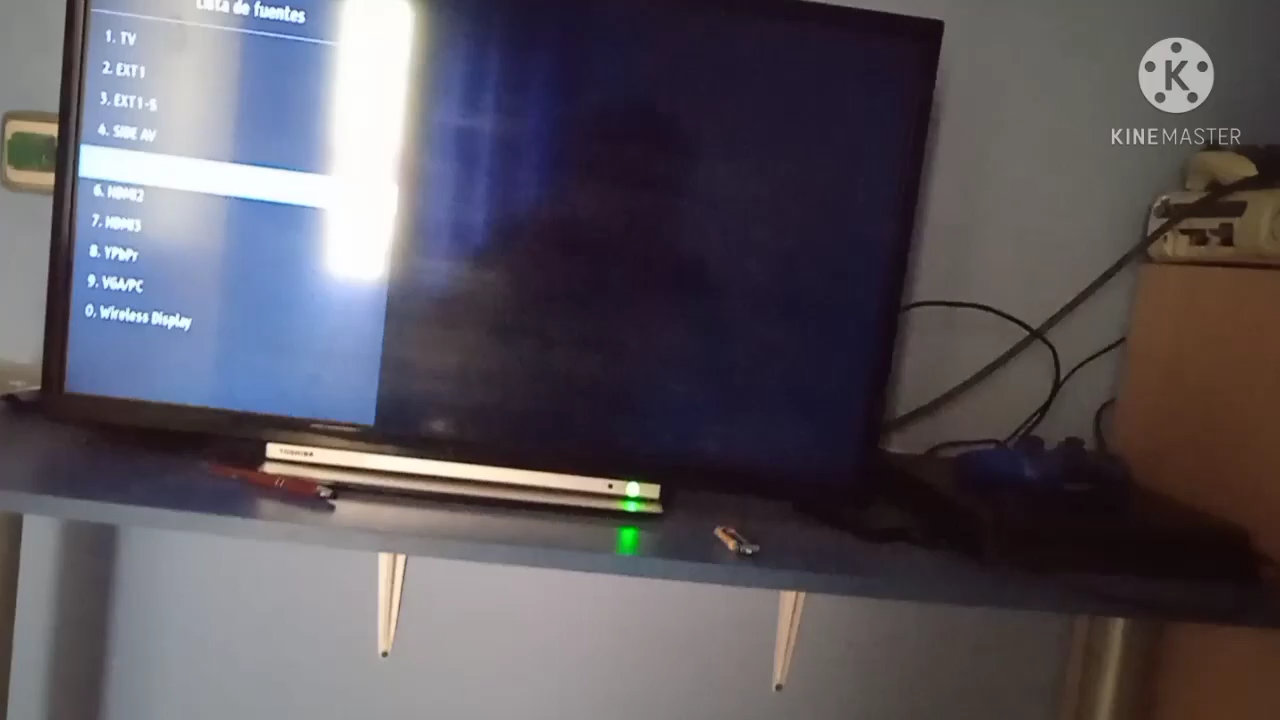 Lista de fuentes
1. TV
2. EXT1
3. EXT1-S
4. SIDE AV
6. HDMI2
7. HDMI3
8. YPbPr
9. VGA/PC
0. Wireless Display
TOSHIBA
K
KINEMASTER